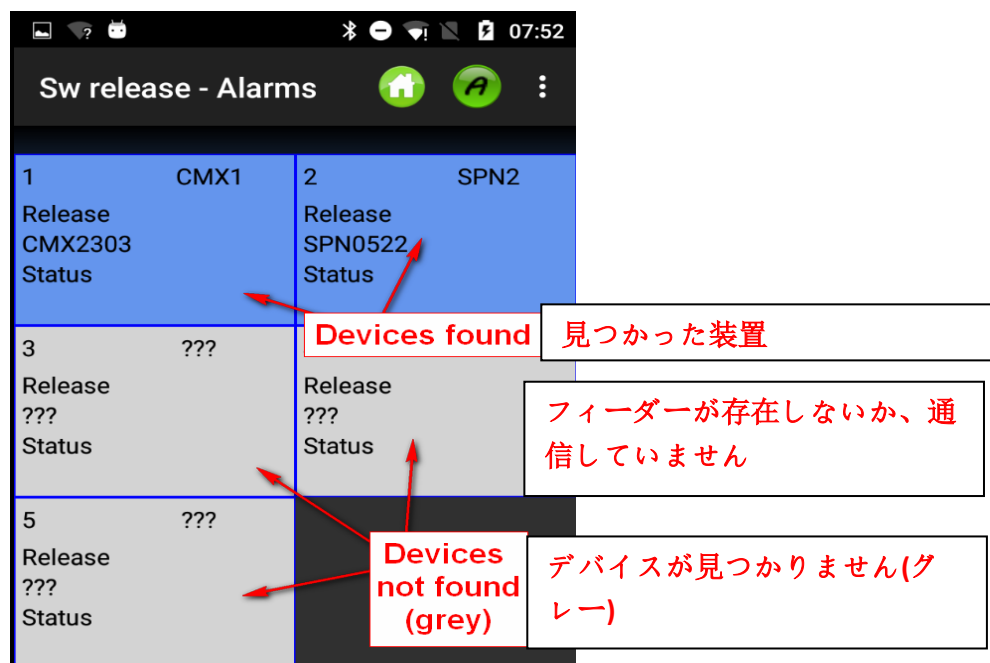 07:52
Sw release - Alarms
1 CMX1
Release
CMX2303
Status
2 SPN2
Release
SPN0522
Status
Devices found
見つかった装置
3 ???
Release
???
Status
Release
???
Status
フィーダーが存在しないか、通
信していません
5 ???
Release
???
Status
Devices
not found
(grey)
デバイスが見つかりません(グ
レー)